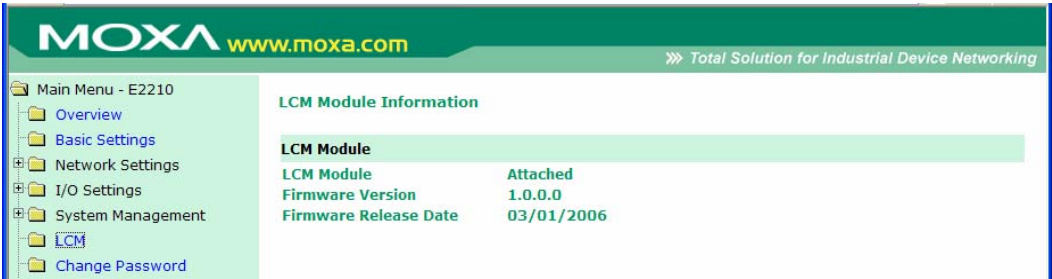 MOXA www.moxa.com
Total Solution for Industrial Device Networking
Main Menu - E2210
Overview
Basic Settings
Network Settings
I/O Settings
System Management
LCM
Change Password
LCM Module Information
LCM Module
LCM Module Attached
Firmware Version 1.0.0.0
Firmware Release Date 03/01/2006